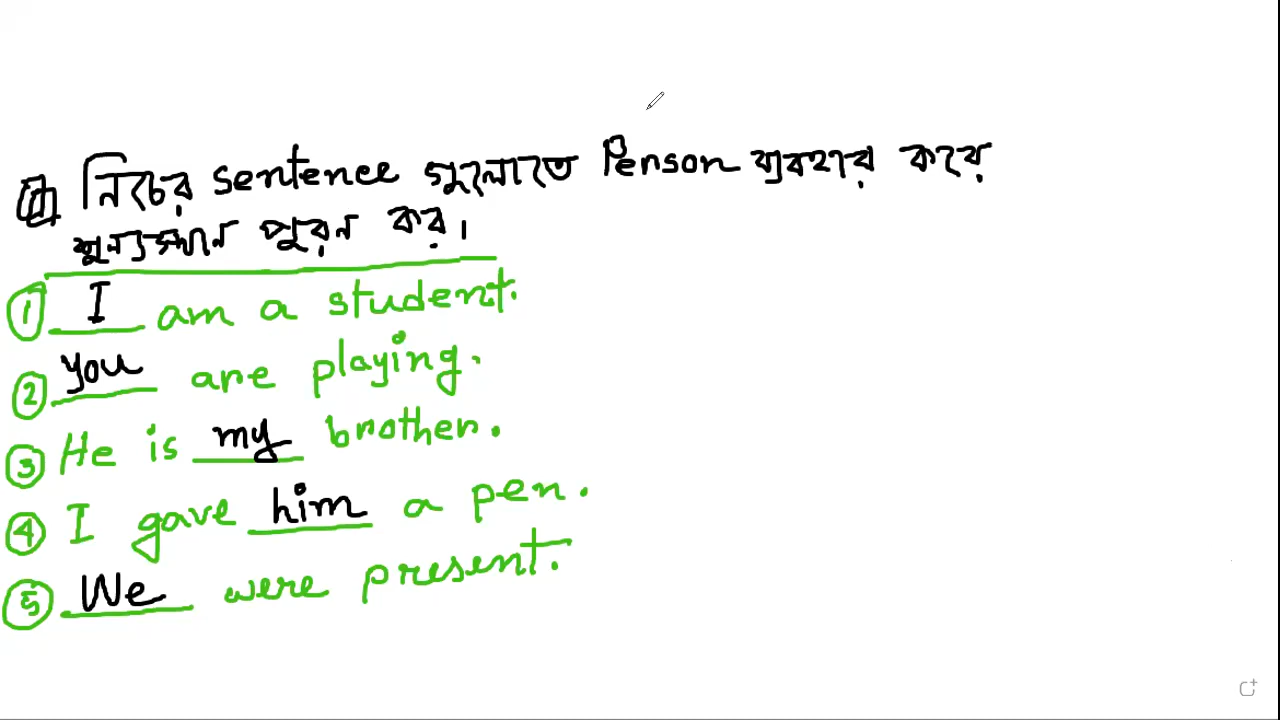 নিচের sentence গুলোতে Person ব্যবহার করে
শুন্যস্থান পুরন কর।
① I am a student.
② you are playing.
③ He is my brother.
④ I gave him a pen.
⑤ We were present.